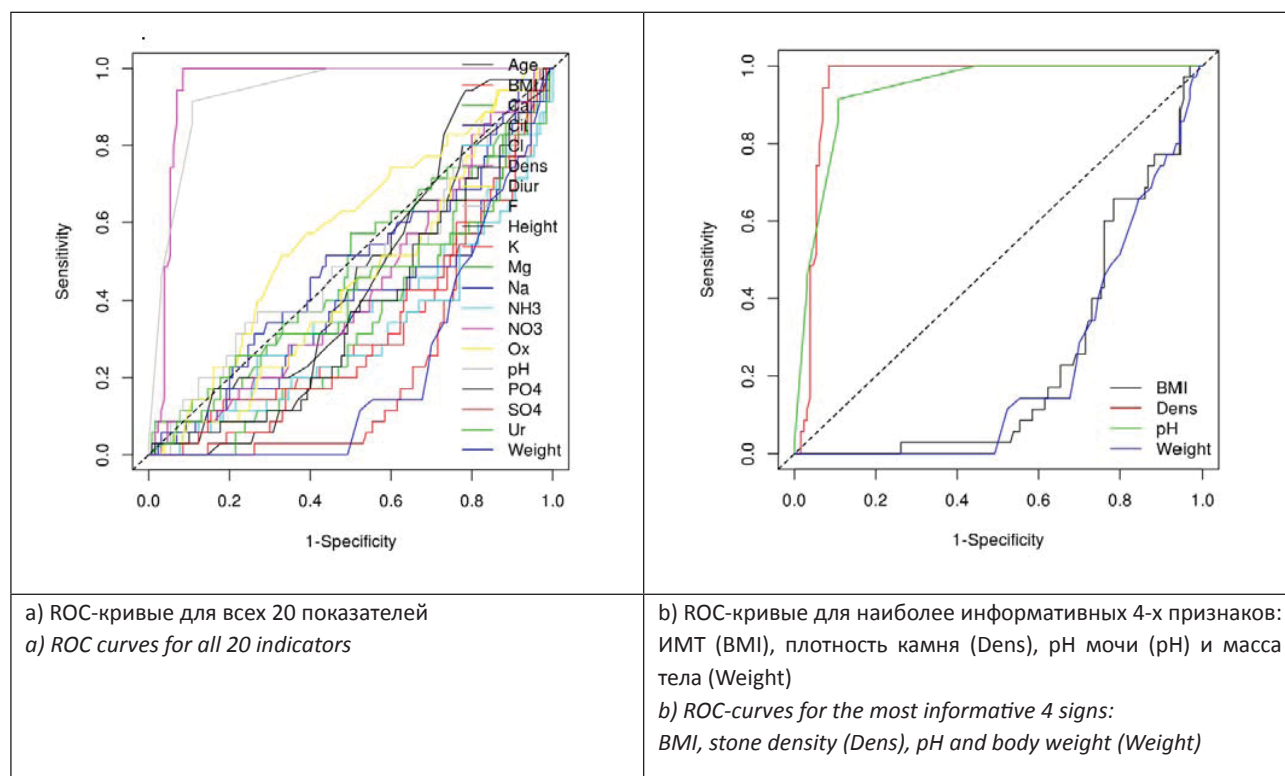 1.0
0.8
0.6
0.4
0.2
0.0
Sensitivity
0.0 0.2 0.4 0.6 0.8 1.0
1-Specificity
Age
BMI
Ca
Cit
Cl
Dens
Diur
F
Height
K
Mg
Na
NH3
NO3
Ox
pH
PO4
SO4
Ur
Weight
1.0
0.8
0.6
0.4
0.2
0.0
Sensitivity
0.0 0.2 0.4 0.6 0.8 1.0
1-Specificity
BMI
Dens
pH
Weight
a) ROC-кривые для всех 20 показателей
a) ROC curves for all 20 indicators
b) ROC-кривые для наиболее информативных 4-х признаков:
ИМТ (BMI), плотность камня (Dens), pH мочи (pH) и масса
тела (Weight)
b) ROC-curves for the most informative 4 signs:
BMI, stone density (Dens), pH and body weight (Weight)